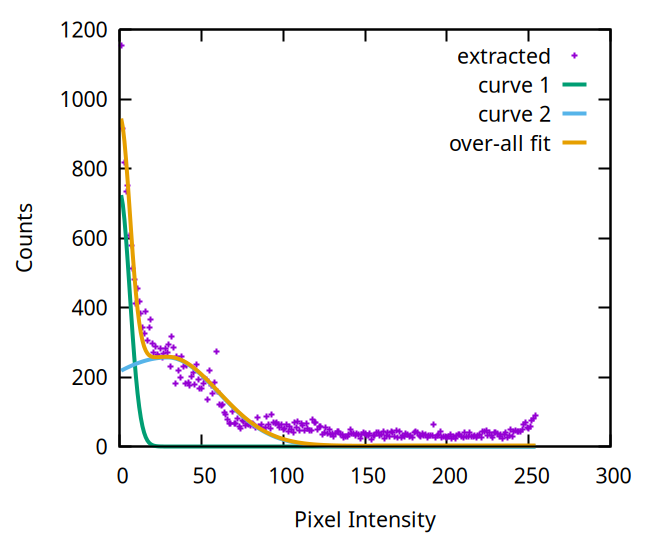 1200
1000
800
600
400
200
0
Counts
extracted
curve 1
curve 2
over-all fit
0 50 100 150 200 250 300
Pixel Intensity